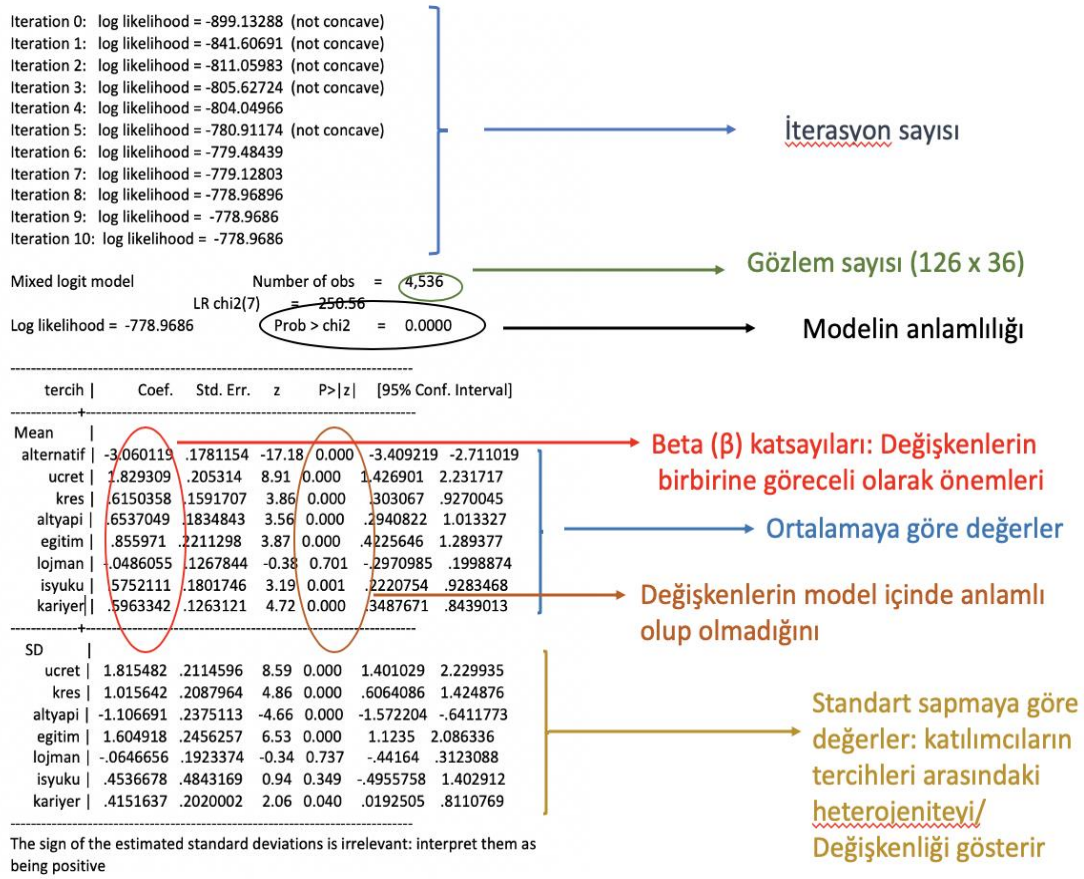 Iteration 0: log likelihood = -899.13288 (not concave)
Iteration 1: log likelihood = -841.60691 (not concave)
Iteration 2: log likelihood = -811.05983 (not concave)
Iteration 3: log likelihood = -805.62724 (not concave)
Iteration 4: log likelihood = -804.04966
Iteration 5: log likelihood = -780.91174 (not concave)
Iteration 6: log likelihood = -779.48439
Iteration 7: log likelihood = -779.12803
Iteration 8: log likelihood = -778.96896
Iteration 9: log likelihood = -778.9686
Iteration 10: log likelihood = -778.9686
İterasyon sayısı
Mixed logit model Number of obs = 4,536
Gözlem sayısı (126 x 36)
LR chi2(7) = 250.56
Log likelihood = -778.9686 Prob > chi2 = 0.0000
Modelin anlamlılığı
tercih | Coef. Std. Err. z P>|z| [95% Conf. Interval]
Mean |
alternatif | -3.060119 .1781154 -17.18 0.000 -3.409219 -2.711019
ucret | 1.829309 .205314 8.91 0.000 1.426901 2.231717
kres | .6150358 .1591707 3.86 0.000 .303067 .9270045
altyapi | .6537049 .1834843 3.56 0.000 .2940822 1.013327
egitim | .855971 .2211298 3.87 0.000 .4225646 1.289377
lojman | -.0486055 .1267844 -0.38 0.701 -.2970985 .1998874
isyuku | .5752111 .1801746 3.19 0.001 .2220754 .9283468
kariyer| .5963342 .1263121 4.72 0.000 .3487671 .8439013
Beta (β) katsayıları: Değişkenlerin
birbirine göreceli olarak önemleri
Ortalamaya göre değerler
Değişkenlerin model içinde anlamlı
olup olmadığını
SD |
ucret | 1.815482 .2114596 8.59 0.000 1.401029 2.229935
kres | 1.015642 .2087964 4.86 0.000 .6064086 1.424876
altyapi | -1.106691 .2375113 -4.66 0.000 -1.572204 -.6411773
egitim | 1.604918 .2456257 6.53 0.000 1.1235 2.086336
lojman | -.0646656 .1923374 -0.34 0.737 -.44164 .3123088
isyuku | .4536678 .4843169 0.94 0.349 -.4955758 1.402912
kariyer | .4151637 .2020002 2.06 0.040 .0192505 .8110769
Standart sapmaya göre
değerler: katılımcıların
tercihleri arasındaki
heterojeniteyi/
Değişkenliği gösterir
The sign of the estimated standard deviations is irrelevant: interpret them as
being positive